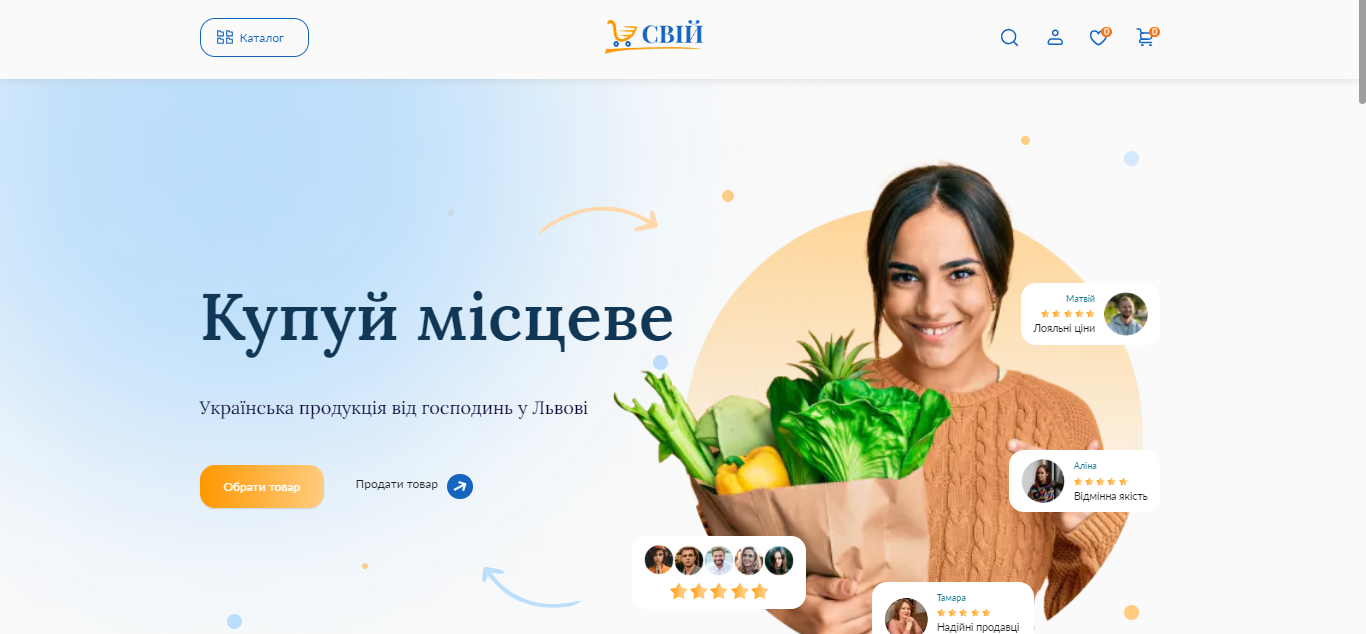 Каталог
СВІЙ
0
0
Купуй місцеве
Українська продукція від господинь у Львові
Обрати товар
Продати товар
Матвій
Лояльні ціни
Аліна
Відмінна якість
Тамара
Надійні продавці